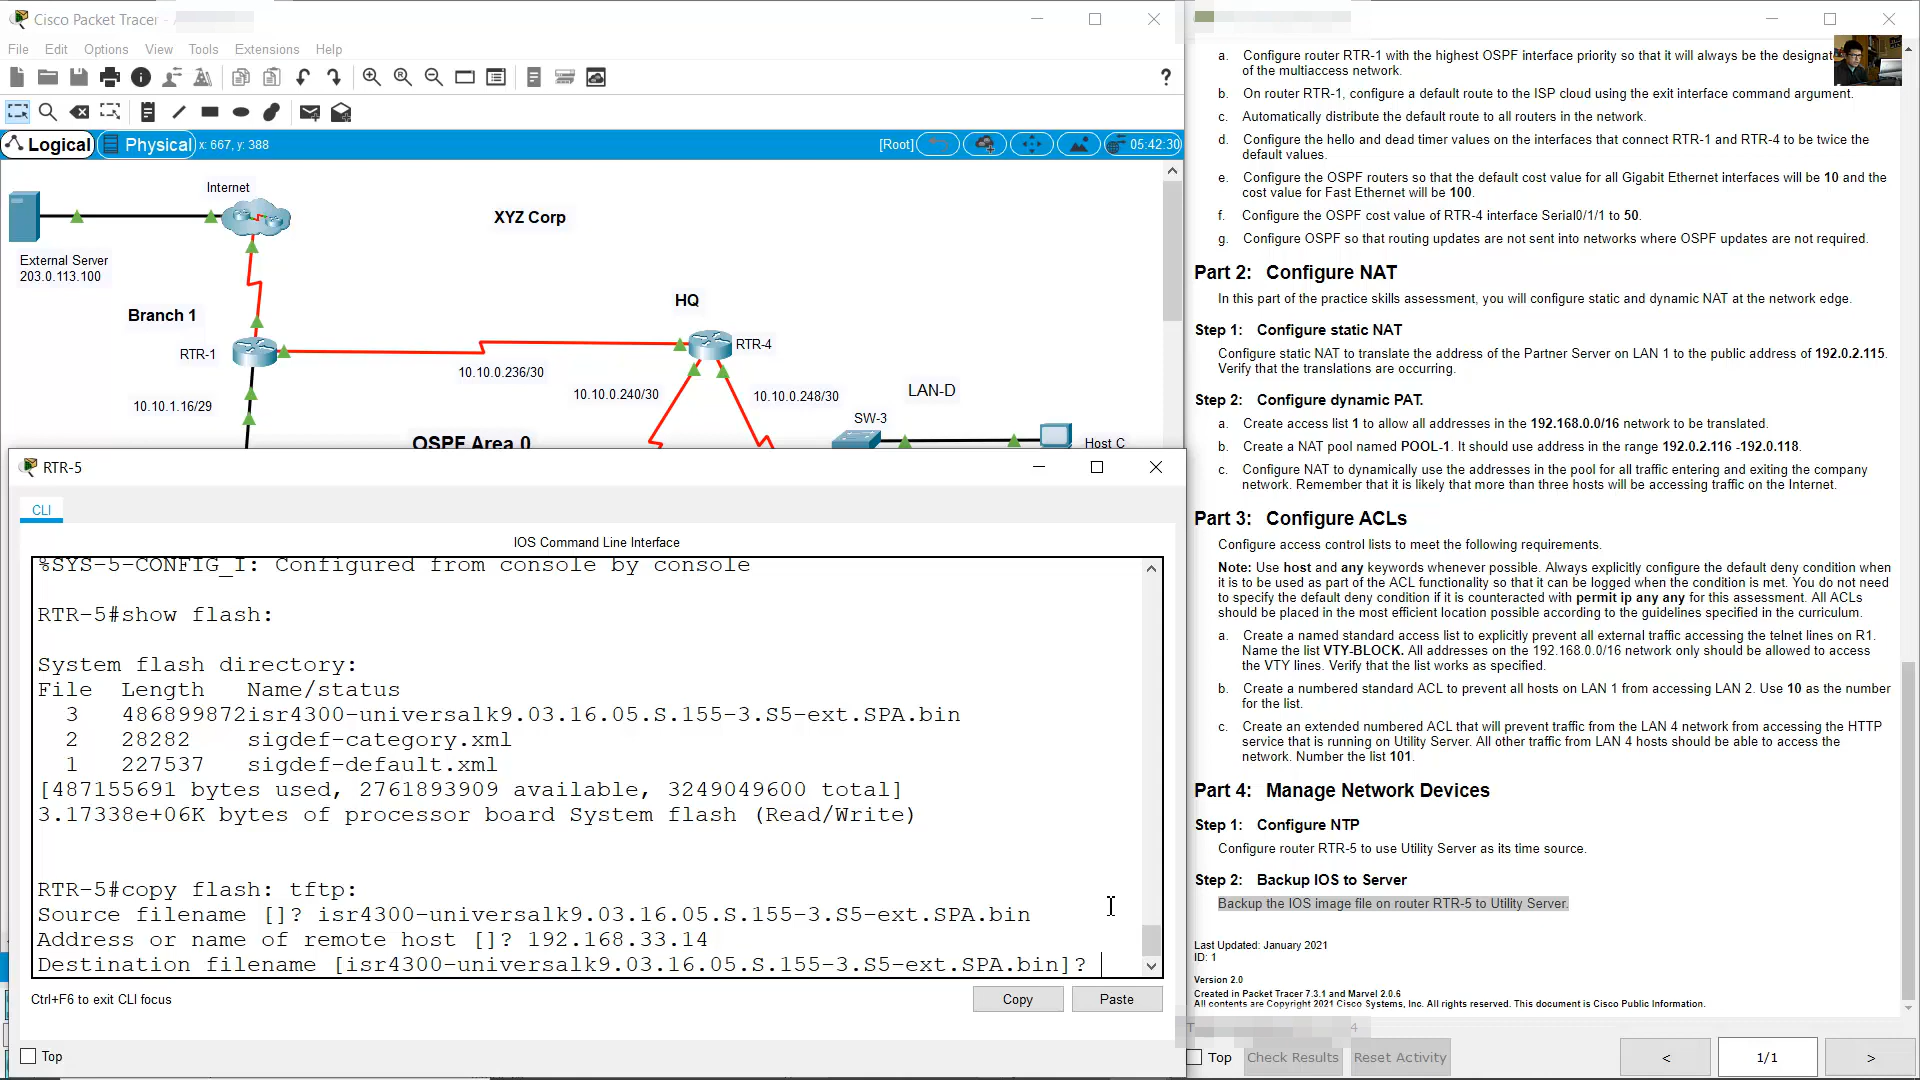 Cisco Packet Tracer -
File Edit Options View Tools Extensions Help
?
Logical Physical x: 667, y: 388 [Root] 05:42:30
Internet
XYZ Corp
External Server
203.0.113.100
HQ
Branch 1
RTR-1
RTR-4
10.10.0.236/30
10.10.0.240/30
10.10.0.248/30
LAN-D
10.10.1.16/29
SW-3
OSPF Area 0
Host C
RTR-5
CLI
IOS Command Line Interface
%SYS-5-CONFIG_I: Configured from console by console
RTR-5#show flash:
System flash directory:
File Length Name/status
3 486899872isr4300-universalk9.03.16.05.S.155-3.S5-ext.SPA.bin
2 28282 sigdef-category.xml
1 227537 sigdef-default.xml
[487155691 bytes used, 2761893909 available, 3249049600 total]
3.17338e+06K bytes of processor board System flash (Read/Write)
RTR-5#copy flash: tftp:
Source filename []? isr4300-universalk9.03.16.05.S.155-3.S5-ext.SPA.bin
Address or name of remote host []? 192.168.33.14
Destination filename [isr4300-universalk9.03.16.05.S.155-3.S5-ext.SPA.bin]?
Ctrl+F6 to exit CLI focus
Copy Paste
Top
a. Configure router RTR-1 with the highest OSPF interface priority so that it will always be the
of the multiaccess network.
b. On router RTR-1, configure a default route to the ISP cloud using the exit interface command argument.
c. Automatically distribute the default route to all routers in the network.
d. Configure the hello and dead timer values on the interfaces that connect RTR-1 and RTR-4 to be twice the
default values.
e. Configure the OSPF routers so that the default cost value for all Gigabit Ethernet interfaces will be 10 and the
cost value for Fast Ethernet will be 100.
f. Configure the OSPF cost value of RTR-4 interface Serial0/1/1 to 50.
g. Configure OSPF so that routing updates are not sent into networks where OSPF updates are not required.
Part 2: Configure NAT
In this part of the practice skills assessment, you will configure static and dynamic NAT at the network edge.
Step 1: Configure static NAT
Configure static NAT to translate the address of the Partner Server on LAN 1 to the public address of 192.0.2.115.
Verify that the translations are occurring.
Step 2: Configure dynamic PAT.
a. Create access list 1 to allow all addresses in the 192.168.0.0/16 network to be translated.
b. Create a NAT pool named POOL-1. It should use address in the range 192.0.2.116 -192.0.118.
c. Configure NAT to dynamically use the addresses in the pool for all traffic entering and exiting the company
network. Remember that it is likely that more than three hosts will be accessing traffic on the Internet.
Part 3: Configure ACLs
Configure access control lists to meet the following requirements.
Note: Use host and any keywords whenever possible. Always explicitly configure the default deny condition when
it is to be used as part of the ACL functionality so that it can be logged when the condition is met. You do not need
to specify the default deny condition if it is counteracted with permit ip any any for this assessment. All ACLs
should be placed in the most efficient location possible according to the guidelines specified in the curriculum.
a. Create a named standard access list to explicitly prevent all external traffic accessing the telnet lines on R1.
Name the list VTY-BLOCK. All addresses on the 192.168.0.0/16 network only should be allowed to access
the VTY lines. Verify that the list works as specified.
b. Create a numbered standard ACL to prevent all hosts on LAN 1 from accessing LAN 2. Use 10 as the number
for the list.
c. Create an extended numbered ACL that will prevent traffic from the LAN 4 network from accessing the HTTP
service that is running on Utility Server. All other traffic from LAN 4 hosts should be able to access the
network. Number the list 101.
Part 4: Manage Network Devices
Step 1: Configure NTP
Configure router RTR-5 to use Utility Server as its time source.
Step 2: Backup IOS to Server
Backup the IOS image file on router RTR-5 to Utility Server.
Last Updated: January 2021
ID: 1
Version 2.0
Created in Packet Tracer 7.3.1 and Marvel 2.0.6
All contents are Copyright 2021 Cisco Systems, Inc. All rights reserved. This document is Cisco Public Information.
Top Check Results Reset Activity < 1/1 >